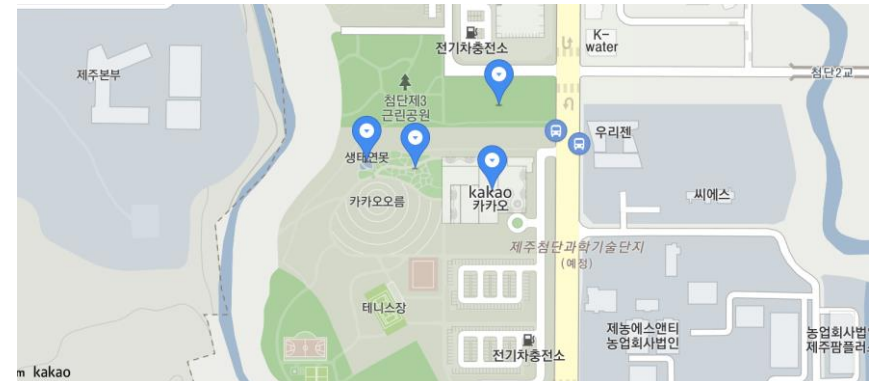 전기차충전소
K-
water
제주본부
첨단2교
첨단제3
근린공원
우리젠
생태연못
kakao
카카오
카카오오름
씨에스
제주첨단과학기술단지
(예정)
테니스장
제농에스앤티
농업회사법인
농업회사법인
제주팜플러스
전기차충전소
m kakao